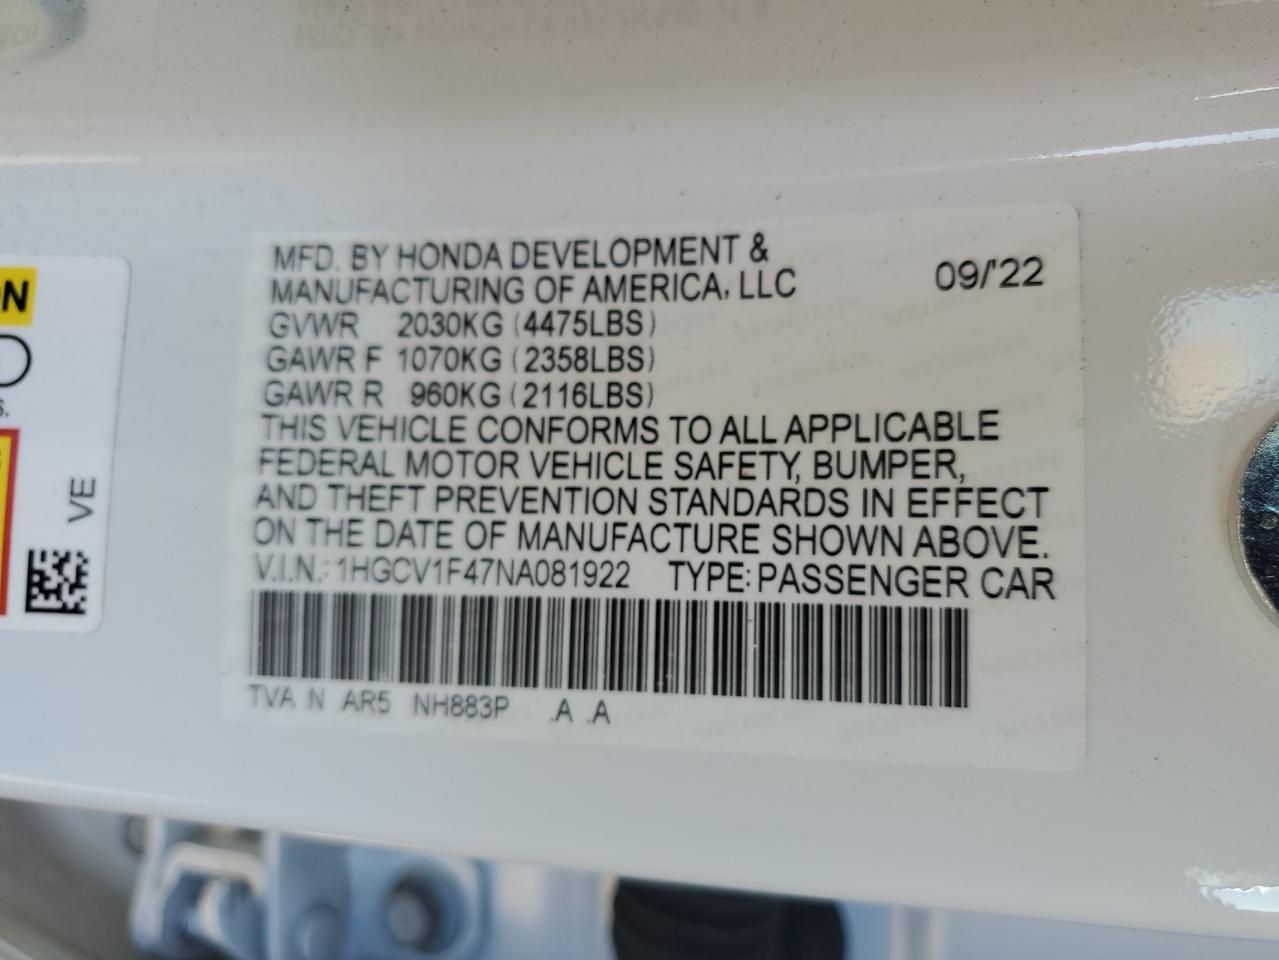 MFD. BY HONDA DEVELOPMENT &
MANUFACTURING OF AMERICA, LLC 09/'22
GVWR 2030KG (4475LBS)
GAWR F 1070KG (2358LBS)
GAWR R 960KG (2116LBS)
THIS VEHICLE CONFORMS TO ALL APPLICABLE
FEDERAL MOTOR VEHICLE SAFETY, BUMPER,
AND THEFT PREVENTION STANDARDS IN EFFECT
ON THE DATE OF MANUFACTURE SHOWN ABOVE.
V.I.N.: 1HGCV1F47NA081922 TYPE: PASSENGER CAR
TVA N AR5 NH883P .A .A
VE